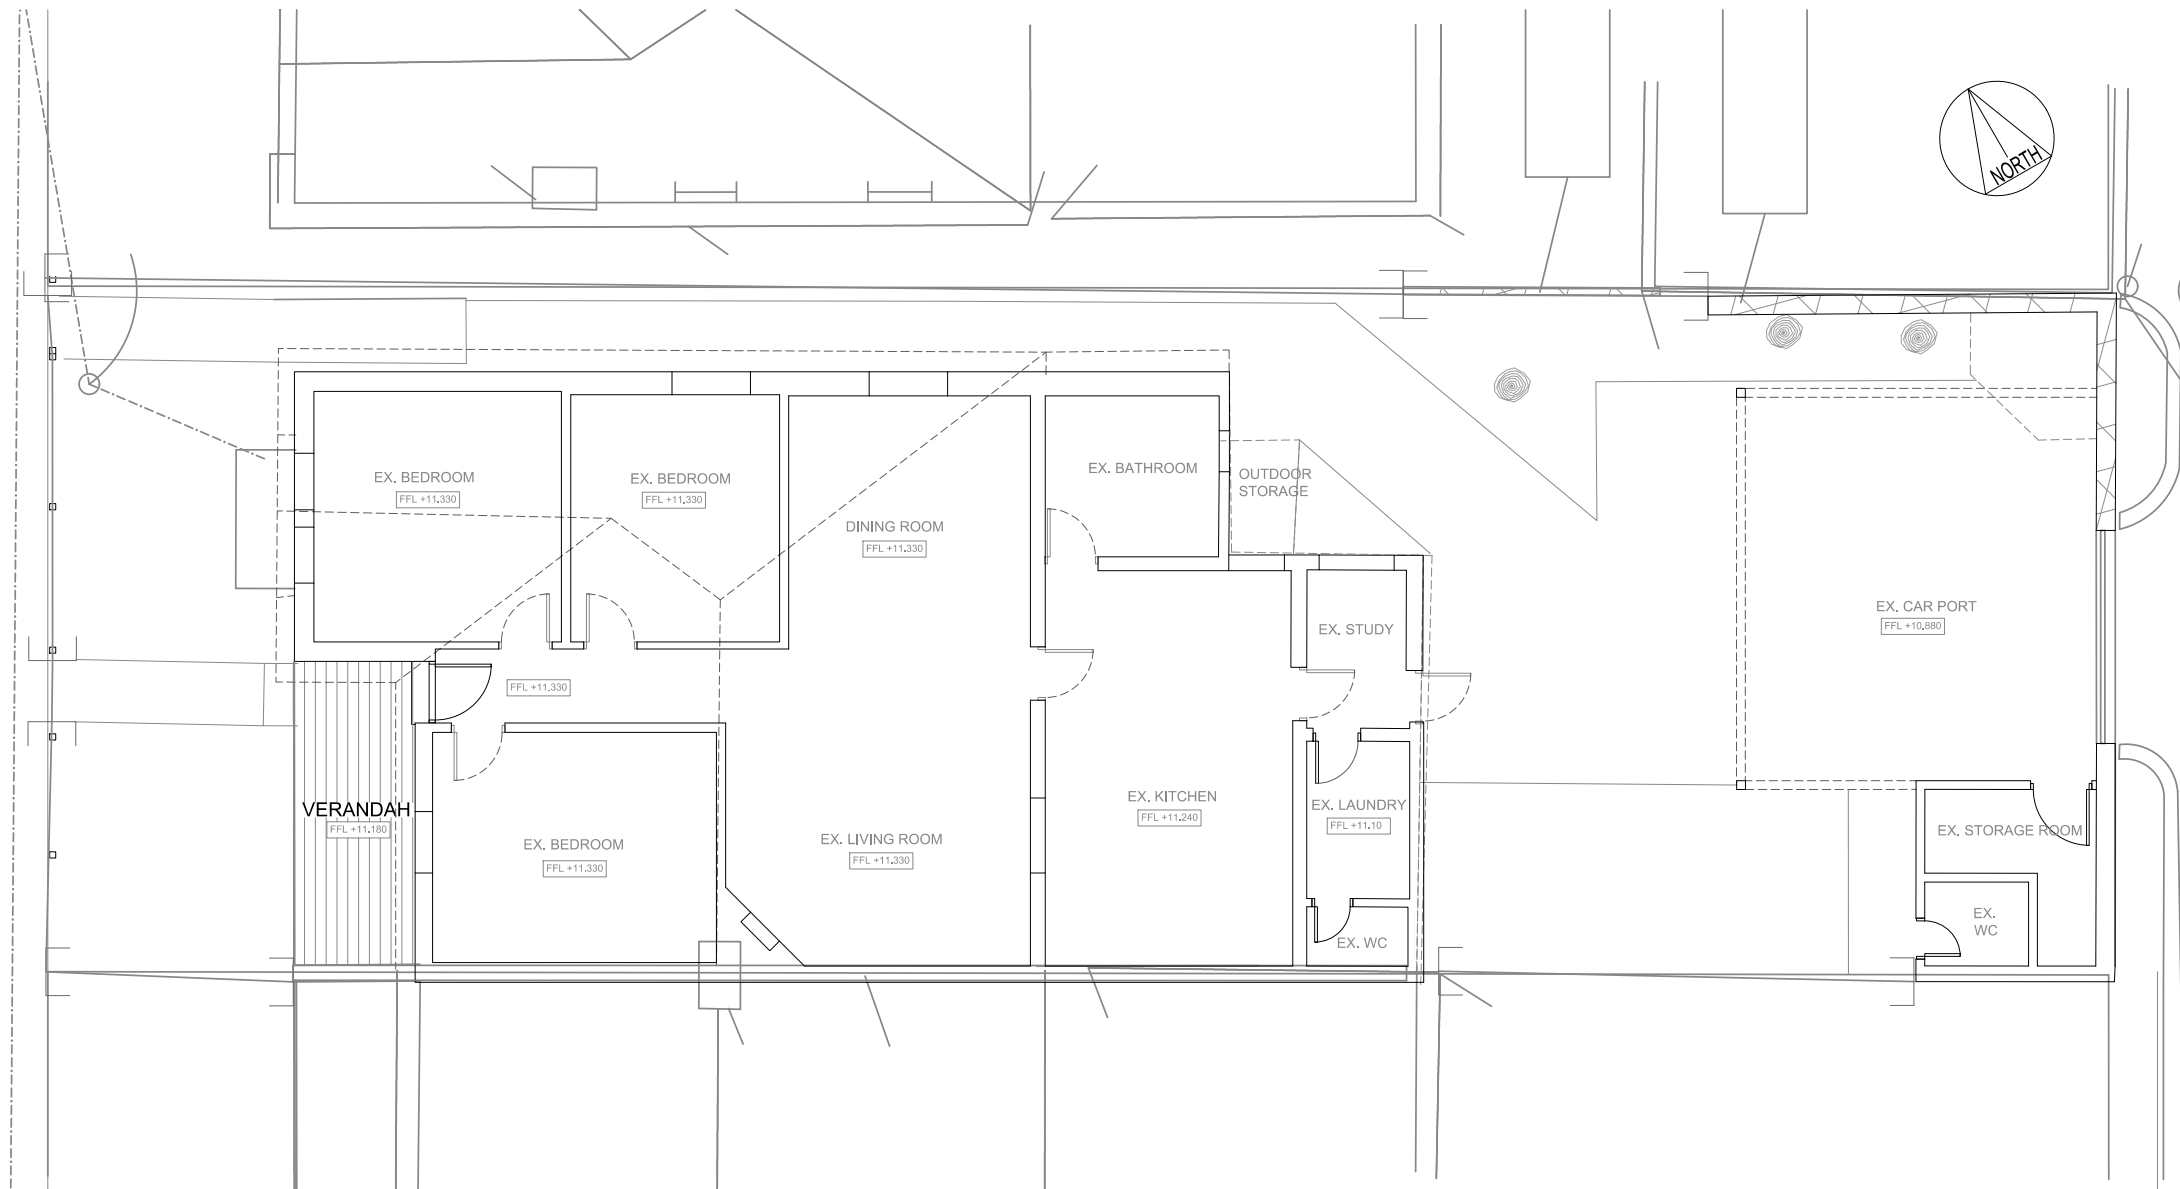 NORTH
EX. BEDROOM
FFL +11.330
EX. BEDROOM
FFL +11.330
DINING ROOM
FFL +11.330
EX. BATHROOM
OUTDOOR
STORAGE
EX. STUDY
EX. CAR PORT
FFL +10.880
FFL +11.330
VERANDAH
FFL +11.180
EX. BEDROOM
FFL +11.330
EX. LIVING ROOM
FFL +11.330
EX. KITCHEN
FFL +11.240
EX. LAUNDRY
FFL +11.10
EX. WC
EX. STORAGE ROOM
EX.
WC